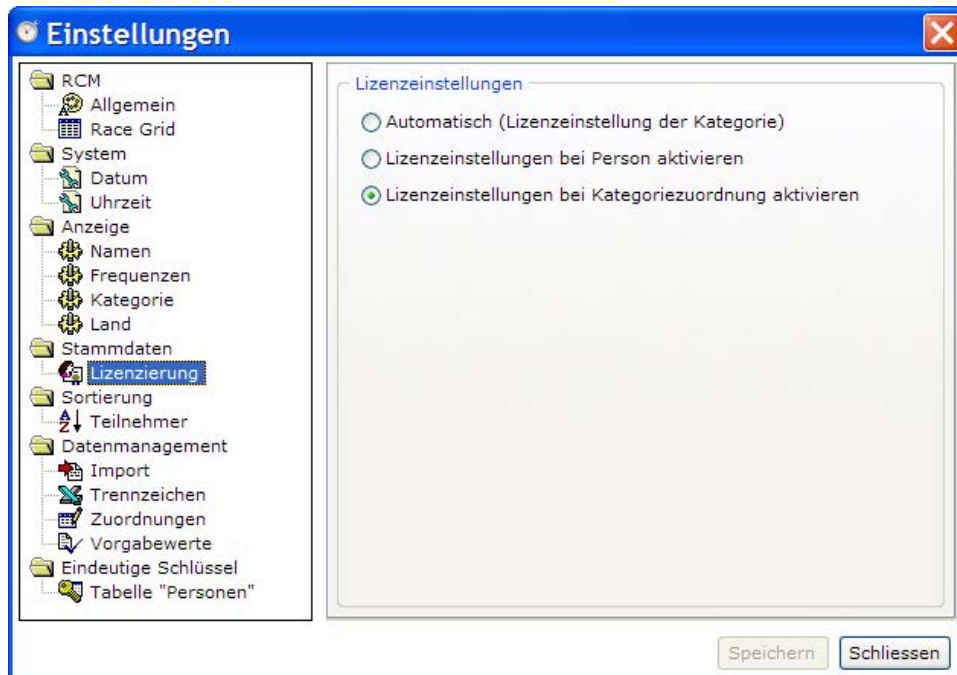 Einstellungen
RCM
Allgemein
Race Grid
System
Datum
Uhrzeit
Anzeige
Namen
Frequenzen
Kategorie
Land
Stammdaten
Lizenzierung
Sortierung
Teilnehmer
Datenmanagement
Import
Trennzeichen
Zuordnungen
Vorgabewerte
Eindeutige Schlüssel
Tabelle "Personen"
Lizenzeinstellungen
Automatisch (Lizenzeinstellung der Kategorie)
Lizenzeinstellungen bei Person aktivieren
Lizenzeinstellungen bei Kategoriezuordnung aktivieren
Speichern
Schliessen